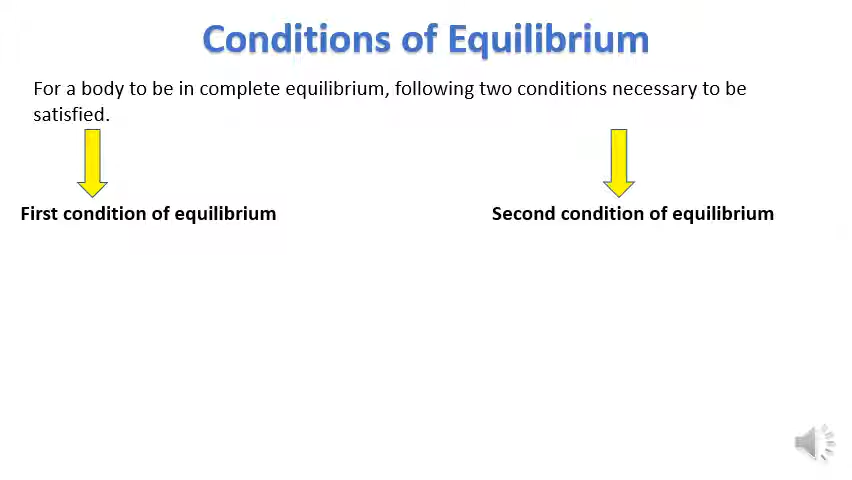 Conditions of Equilibrium
For a body to be in complete equilibrium, following two conditions necessary to be
satisfied.
First condition of equilibrium
Second condition of equilibrium